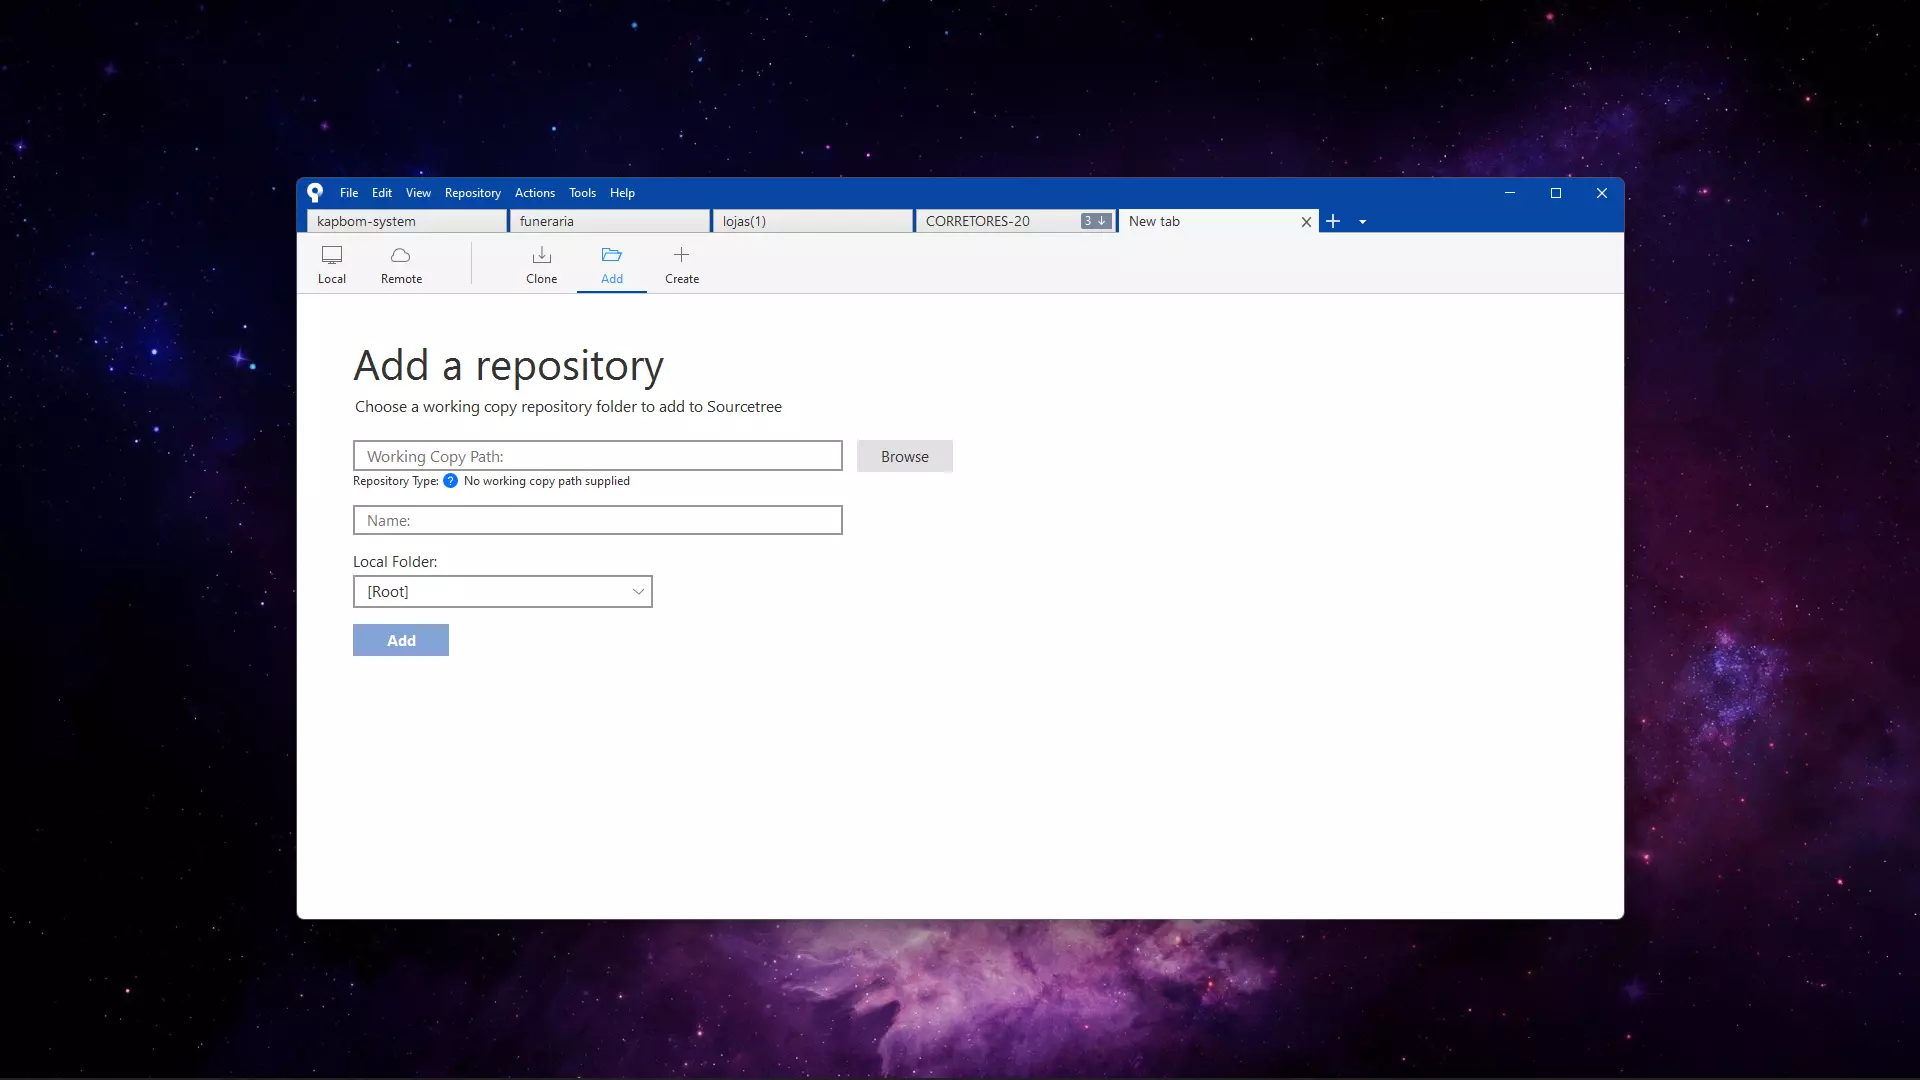 File Edit View Repository Actions Tools Help
kapbom-system funeraria lojas(1) CORRETORES-20 3 New tab
Local Remote Clone Add Create
Add a repository
Choose a working copy repository folder to add to Sourcetree
Working Copy Path: Browse
Repository Type: ? No working copy path supplied
Name:
Local Folder:
[Root]
Add